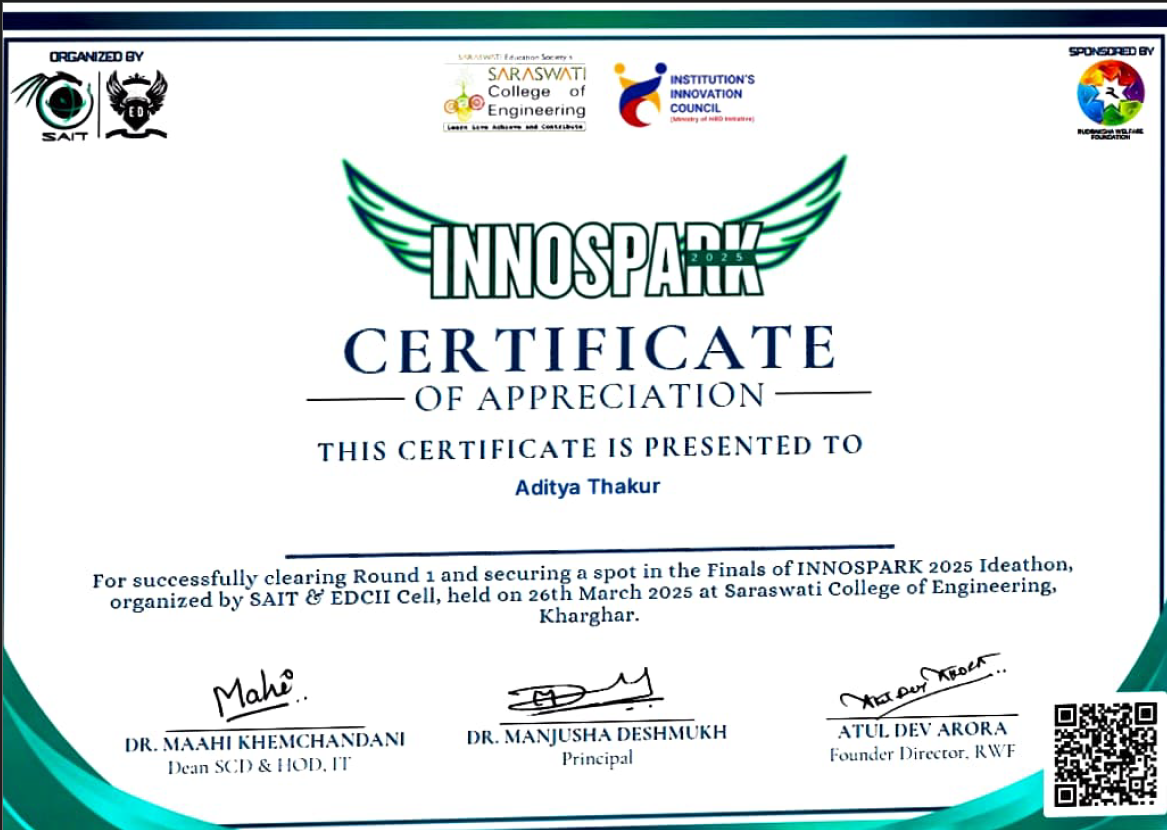 ORGANIZED BY
SAIT
ED
SARASWATI Education Society's
SARASWATI
College of
Engineering
Learn Live Achieve and Contribute
INSTITUTION'S
INNOVATION
COUNCIL
(Ministry of HRD Initiative)
SPONSORED BY
RUDRAKSHA WELFARE
FOUNDATION
INNOSPARK
2025
CERTIFICATE
OF APPRECIATION
THIS CERTIFICATE IS PRESENTED TO
Aditya Thakur
For successfully clearing Round 1 and securing a spot in the Finals of INNOSPARK 2025 Ideathon,
organized by SAIT & EDCII Cell, held on 26th March 2025 at Saraswati College of Engineering,
Kharghar.
Mahi
DR. MAAHI KHEMCHANDANI
Dean SCD & HOD, IT
DR. MANJUSHA DESHMUKH
Principal
ATUL DEV ARORA
ATUL DEV ARORA
Founder Director, RWF